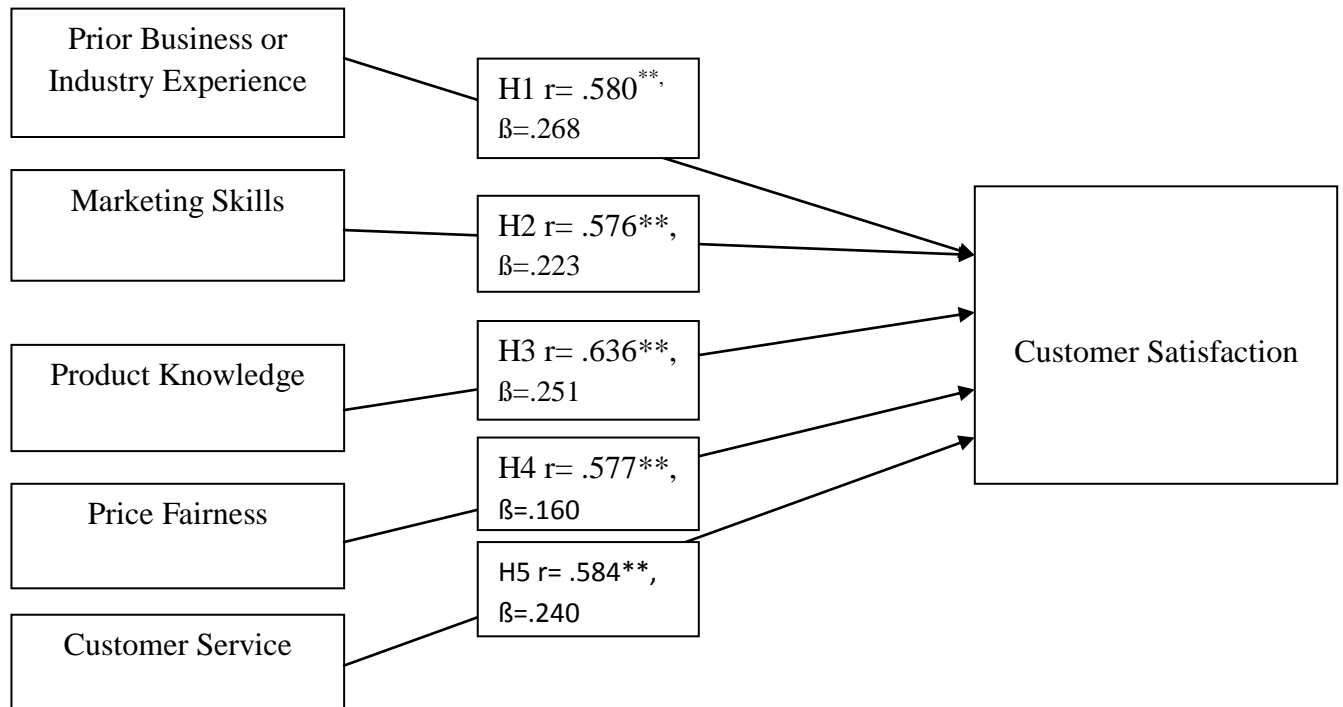 Prior Business or
Industry Experience
H1 r= .580**,
ß=.268
Marketing Skills
H2 r= .576**,
ß=.223
Product Knowledge
H3 r= .636**,
ß=.251
Price Fairness
H4 r= .577**,
ß=.160
Customer Service
H5 r= .584**,
ß=.240
Customer Satisfaction